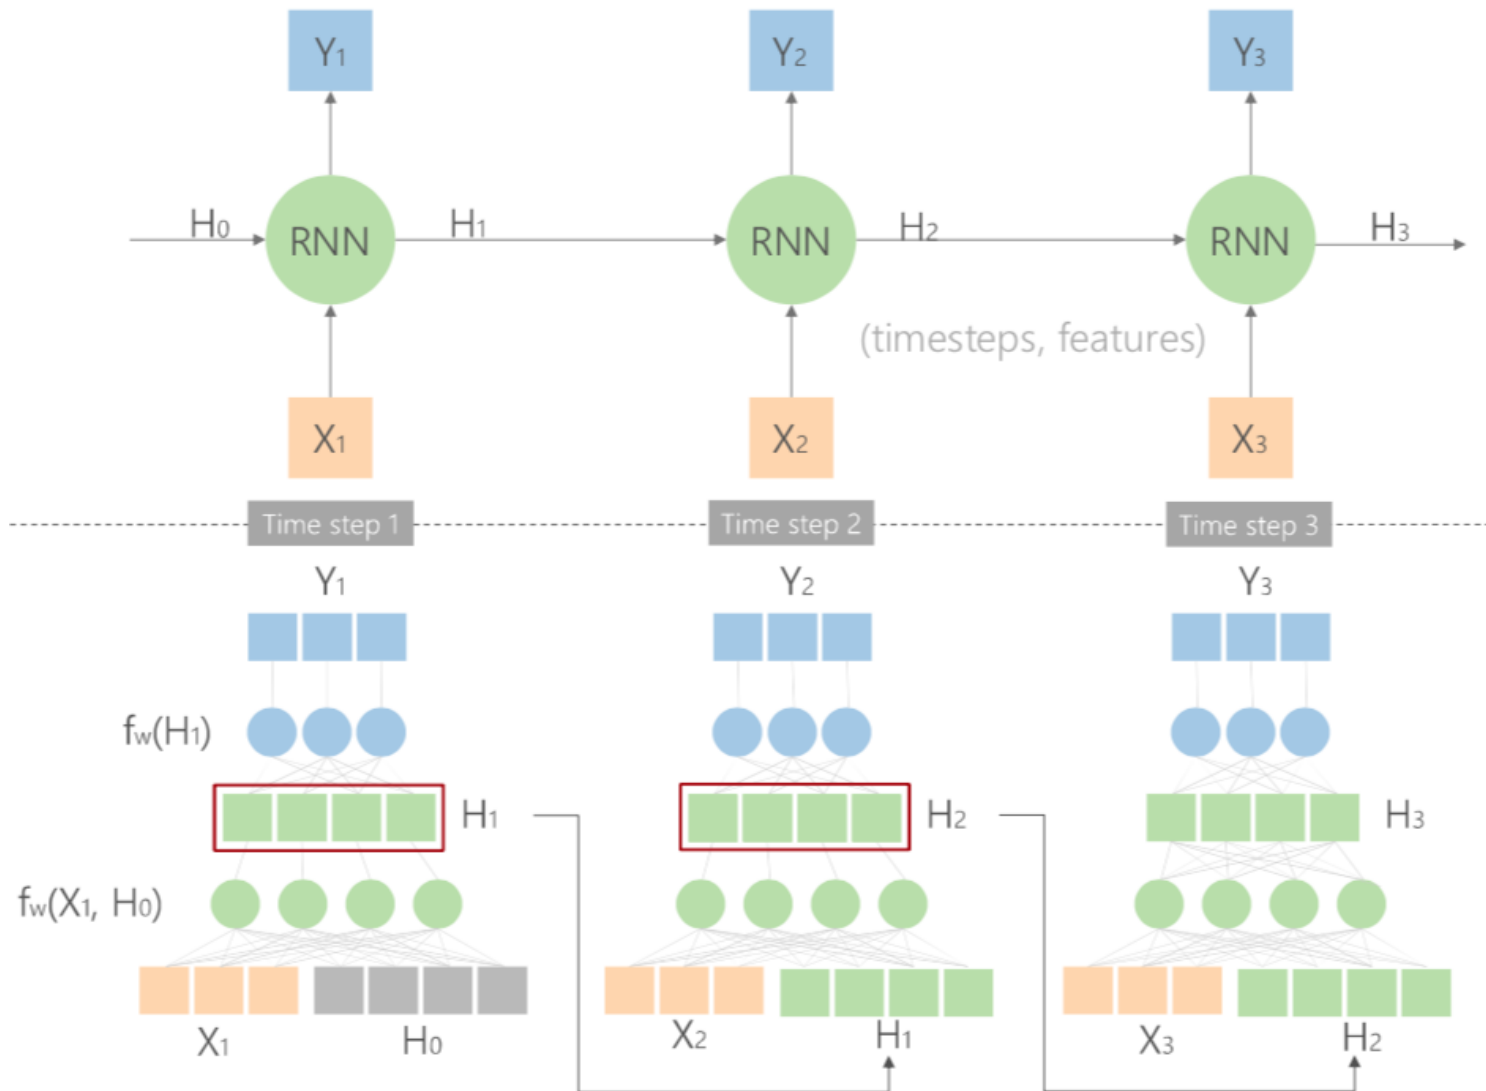 Y₁ Y₂ Y₃
H₀ RNN H₁ RNN H₂ RNN H₃
(timesteps, features)
X₁ X₂ X₃
Time step 1 Time step 2 Time step 3
Y₁ Y₂ Y₃
fw(H₁)
H₁ H₂ H₃
fw(X₁, H₀)
X₁ H₀ X₂ H₁ X₃ H₂